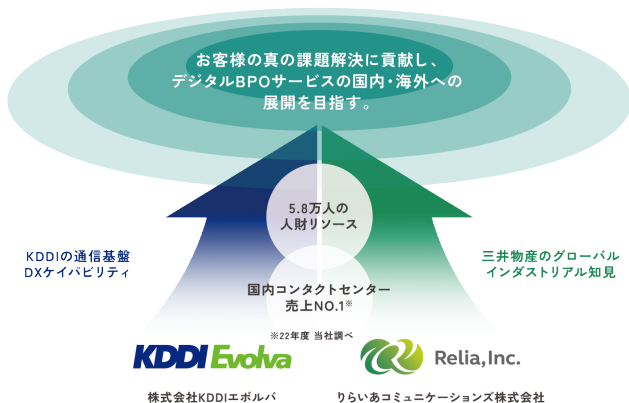 お客様の真の課題解決に貢献し、
デジタルBPOサービスの国内・海外への
展開を目指す。
5.8万人の
人財リソース
KDDIの通信基盤
DXケイパビリティ
三井物産のグローバル
インダストリアル知見
国内コンタクトセンター
売上NO.1※
※22年度 当社調べ
KDDI Evolva
Relia,Inc.
株式会社KDDIエボルバ
りらいあコミュニケーションズ株式会社